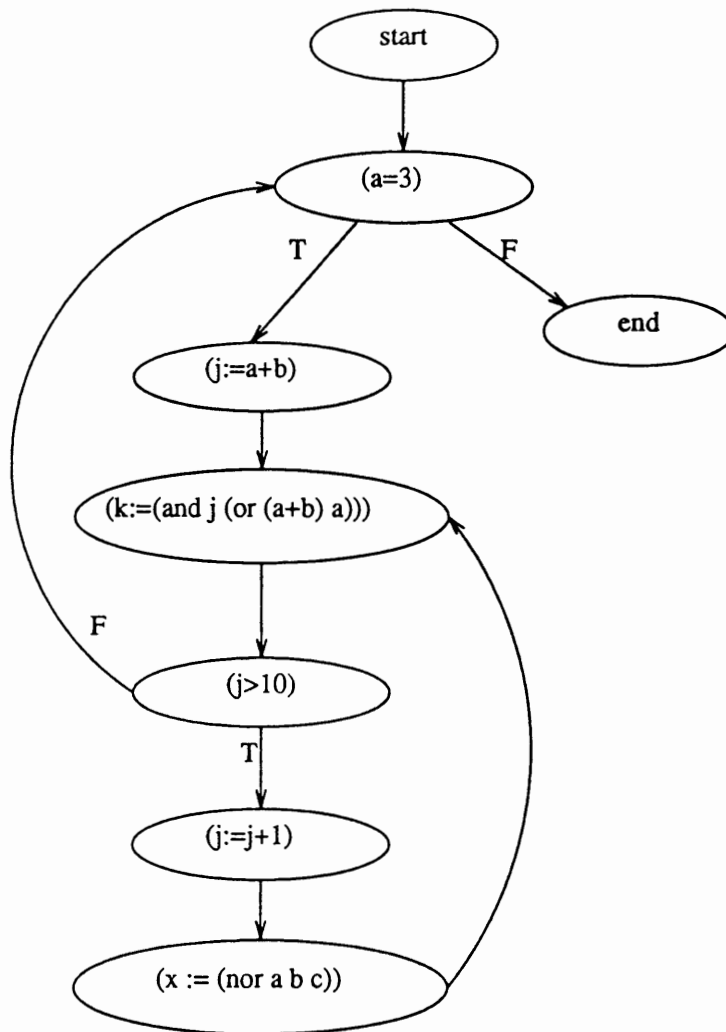 start
(a=3)
T
F
end
(j:=a+b)
(k:=(and j (or (a+b) a)))
F
(j>10)
T
(j:=j+1)
(x := (nor a b c))